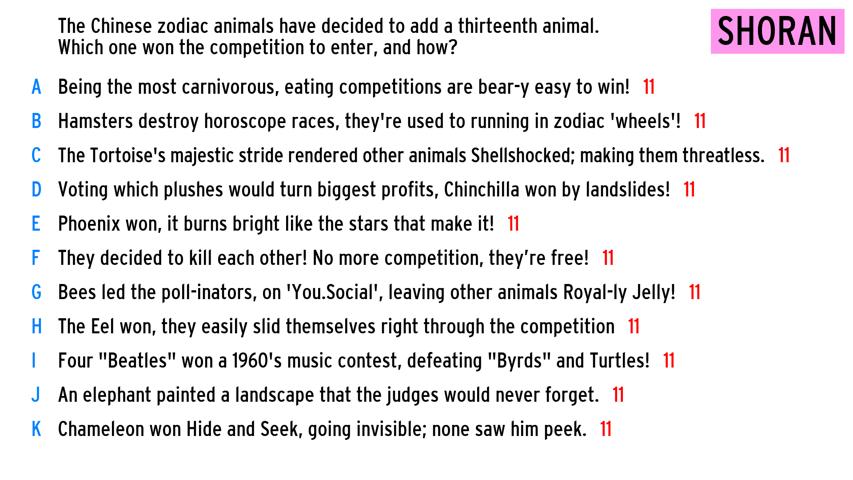 The Chinese zodiac animals have decided to add a thirteenth animal.
Which one won the competition to enter, and how?
SHORAN
A Being the most carnivorous, eating competitions are bear-y easy to win! 11
B Hamsters destroy horoscope races, they're used to running in zodiac 'wheels'! 11
C The Tortoise's majestic stride rendered other animals Shellshocked; making them threatless. 11
D Voting which plushes would turn biggest profits, Chinchilla won by landslides! 11
E Phoenix won, it burns bright like the stars that make it! 11
F They decided to kill each other! No more competition, they’re free! 11
G Bees led the poll-inators, on 'You.Social', leaving other animals Royal-ly Jelly! 11
H The Eel won, they easily slid themselves right through the competition 11
I Four "Beatles" won a 1960's music contest, defeating "Byrds" and Turtles! 11
J An elephant painted a landscape that the judges would never forget. 11
K Chameleon won Hide and Seek, going invisible; none saw him peek. 11